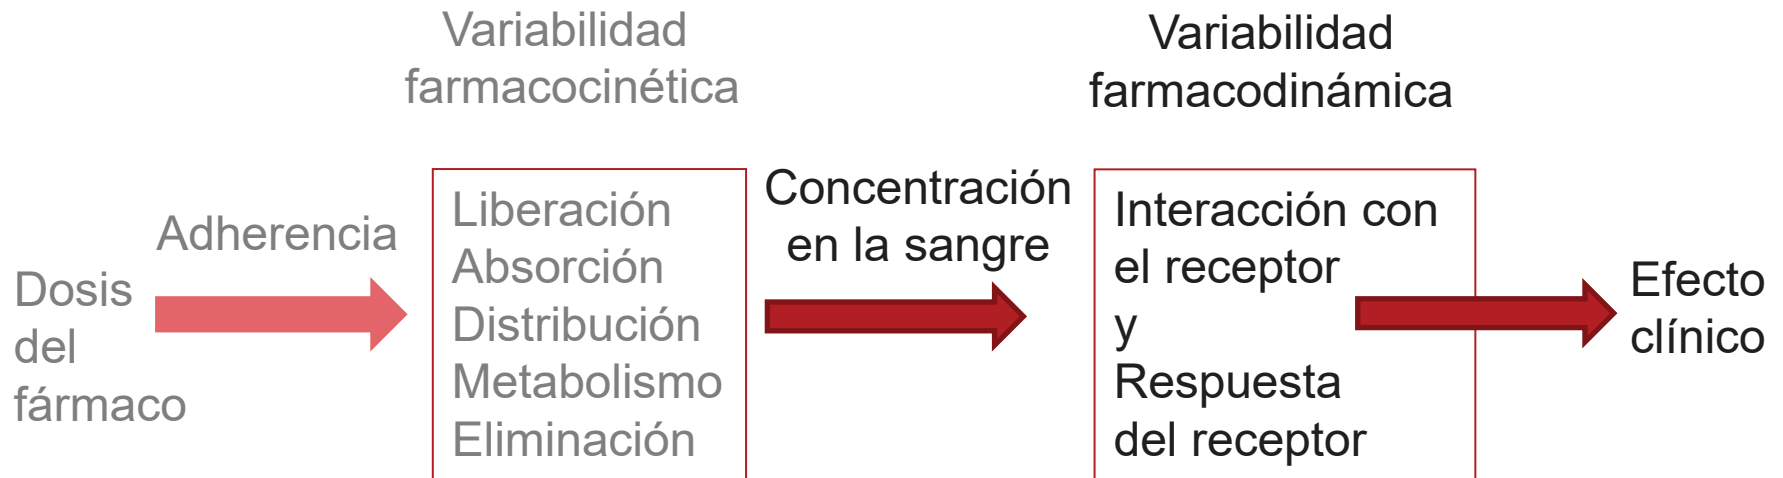 Variabilidad
farmacocinética
Variabilidad
farmacodinámica
Dosis
del
fármaco
Adherencia
Liberación
Absorción
Distribución
Metabolismo
Eliminación
Concentración
en la sangre
Interacción con
el receptor
y
Respuesta
del receptor
Efecto
clínico